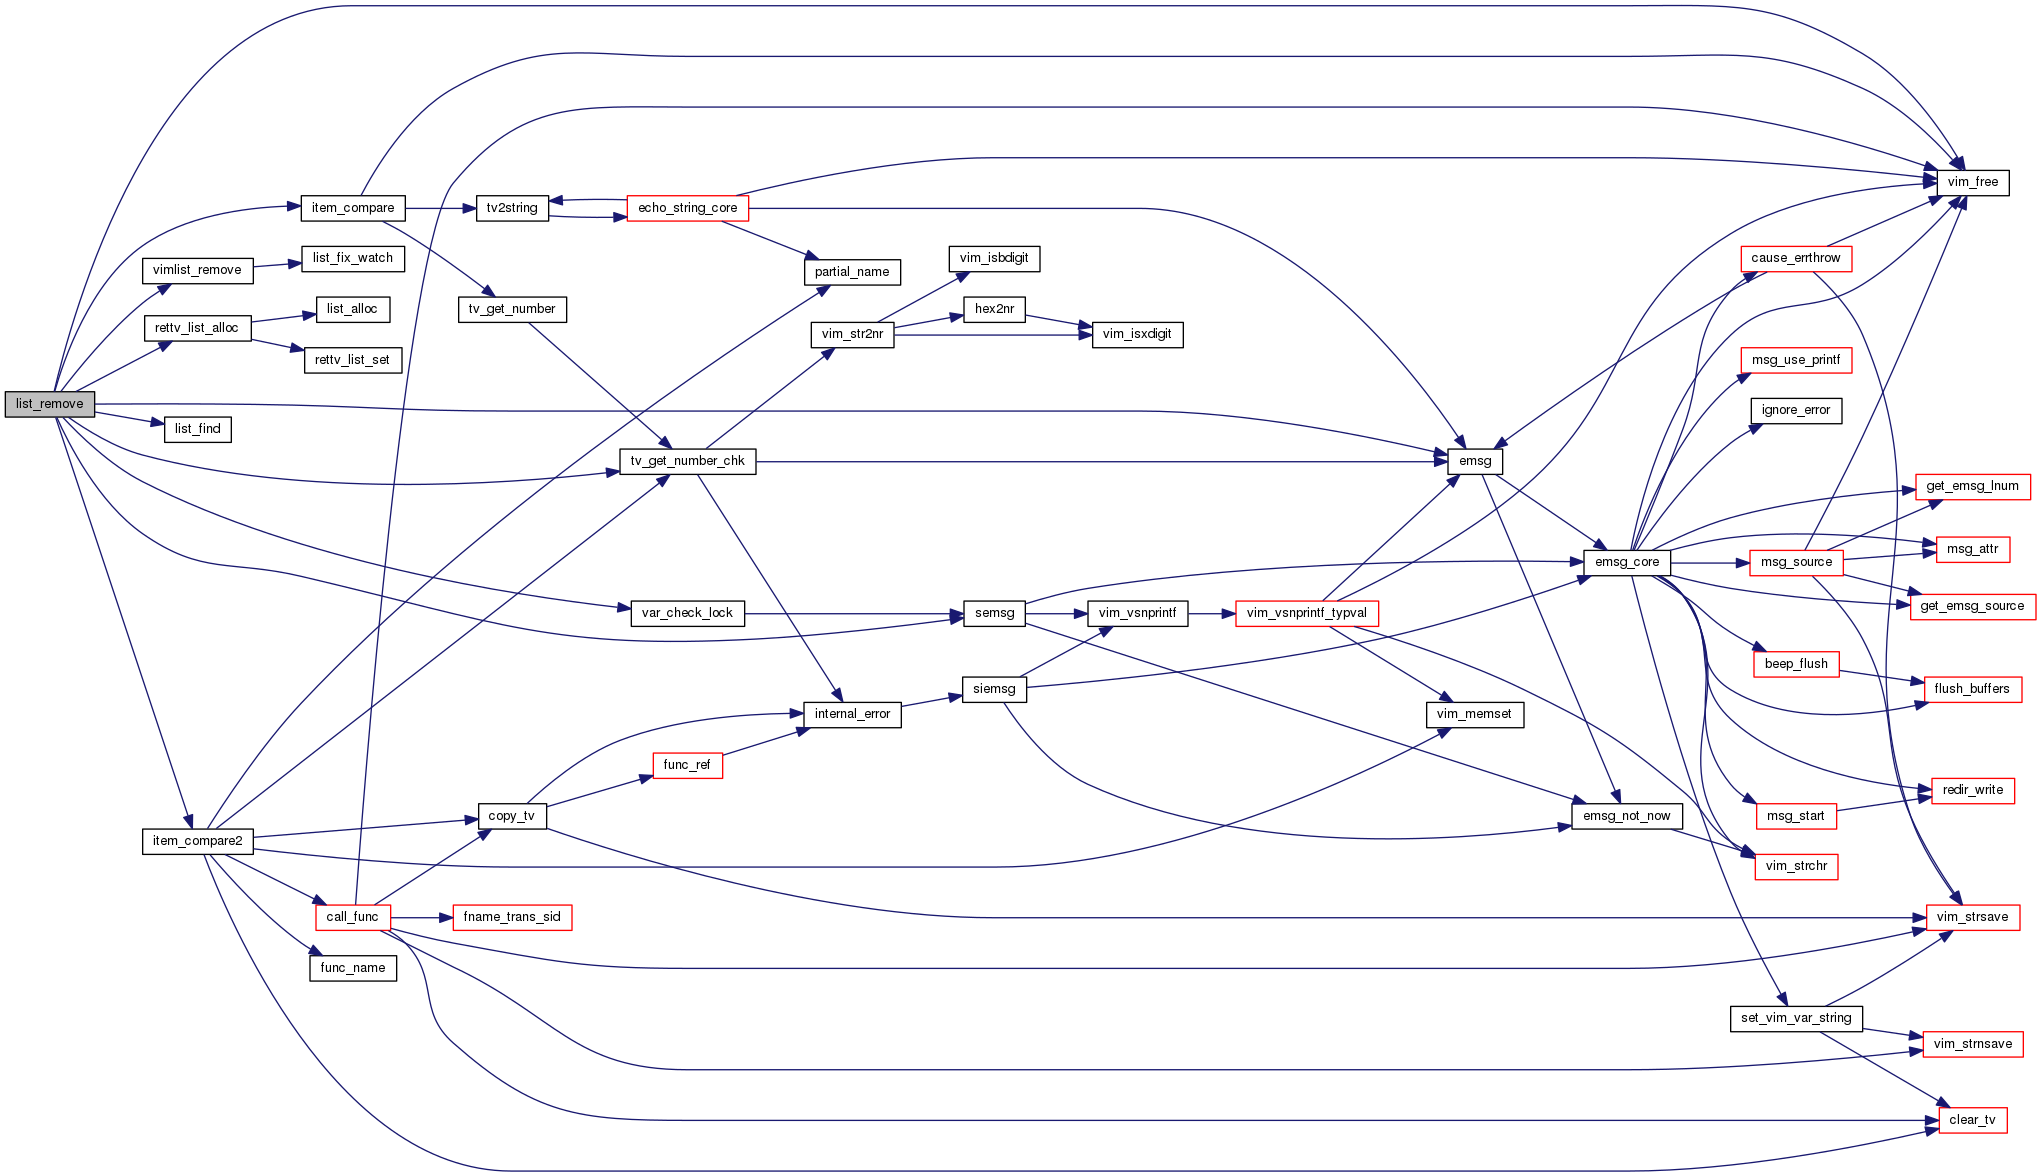 list_remove
item_compare
vimlist_remove
rettv_list_alloc
list_find
item_compare2
list_fix_watch
list_alloc
rettv_list_set
call_func
func_name
tv2string
tv_get_number
copy_tv
fname_trans_sid
echo_string_core
tv_get_number_chk
var_check_lock
func_ref
partial_name
vim_str2nr
internal_error
vim_isbdigit
hex2nr
semsg
siemsg
vim_isxdigit
vim_vsnprintf
vim_vsnprintf_typval
emsg
vim_memset
emsg_core
emsg_not_now
cause_errthrow
msg_use_printf
ignore_error
msg_source
beep_flush
msg_start
vim_strchr
set_vim_var_string
vim_free
get_emsg_lnum
msg_attr
get_emsg_source
flush_buffers
redir_write
vim_strsave
vim_strnsave
clear_tv